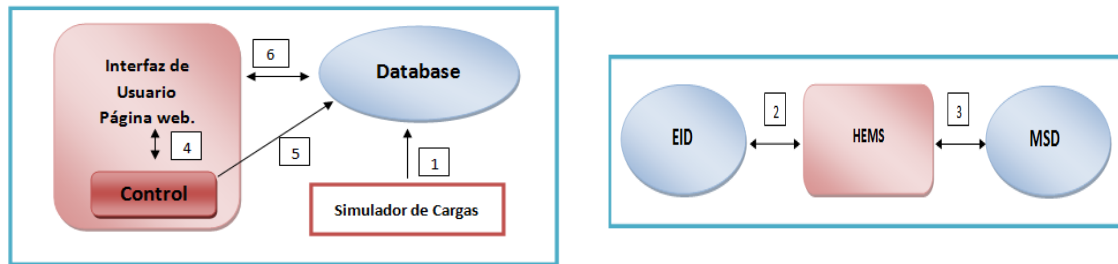 Interfaz de
Usuario
Página web.
4
Control
6
Database
5
1
Simulador de Cargas
EID
2
HEMS
3
MSD